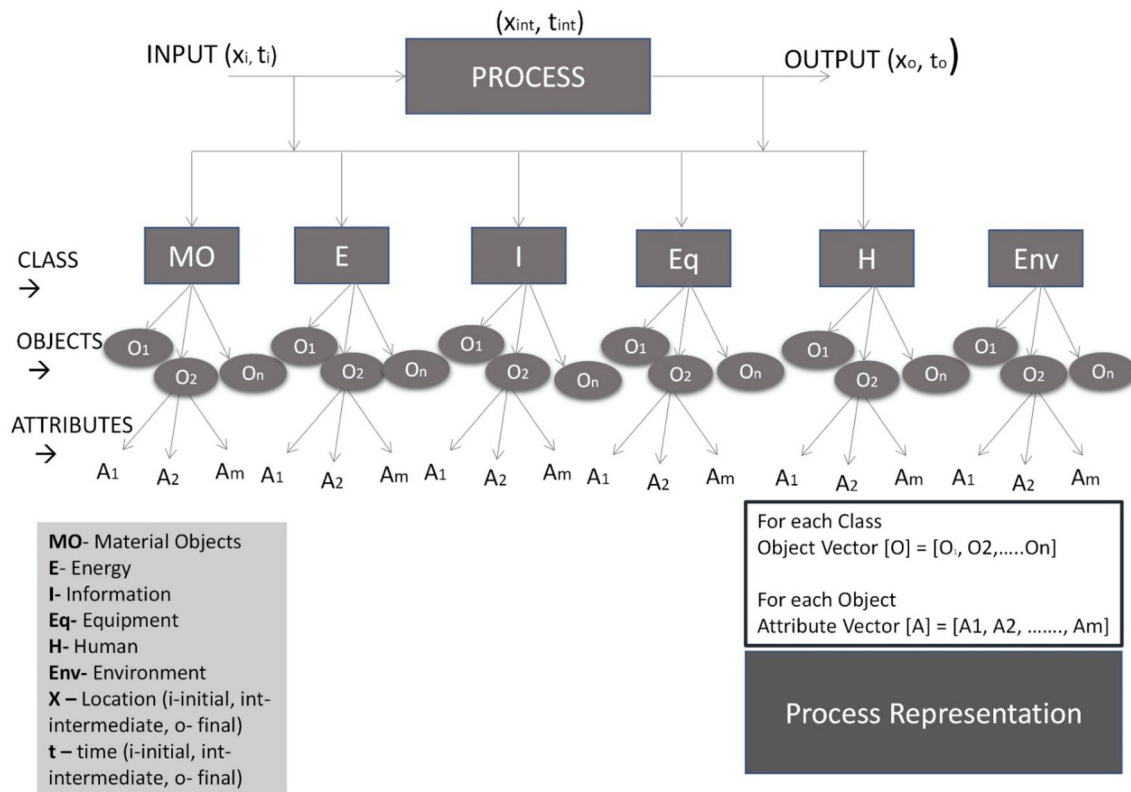 (xint, tint)
INPUT (xi, ti)
PROCESS
OUTPUT (xo, to)
CLASS
→
MO
E
I
Eq
H
Env
OBJECTS
→
O1 O2 On O1 O2 On O1 O2 On O1 O2 On O1 O2 On O1 O2 On
ATTRIBUTES
→
A1 A2 Am A1 A2 Am A1 A2 Am A1 A2 Am A1 A2 Am A1 A2 Am
MO- Material Objects
E- Energy
I- Information
Eq- Equipment
H- Human
Env- Environment
X – Location (i-initial, int-
intermediate, o- final)
t – time (i-initial, int-
intermediate, o- final)
For each Class
Object Vector [O] = [O1, O2,.....On]
For each Object
Attribute Vector [A] = [A1, A2, ......., Am]
Process Representation